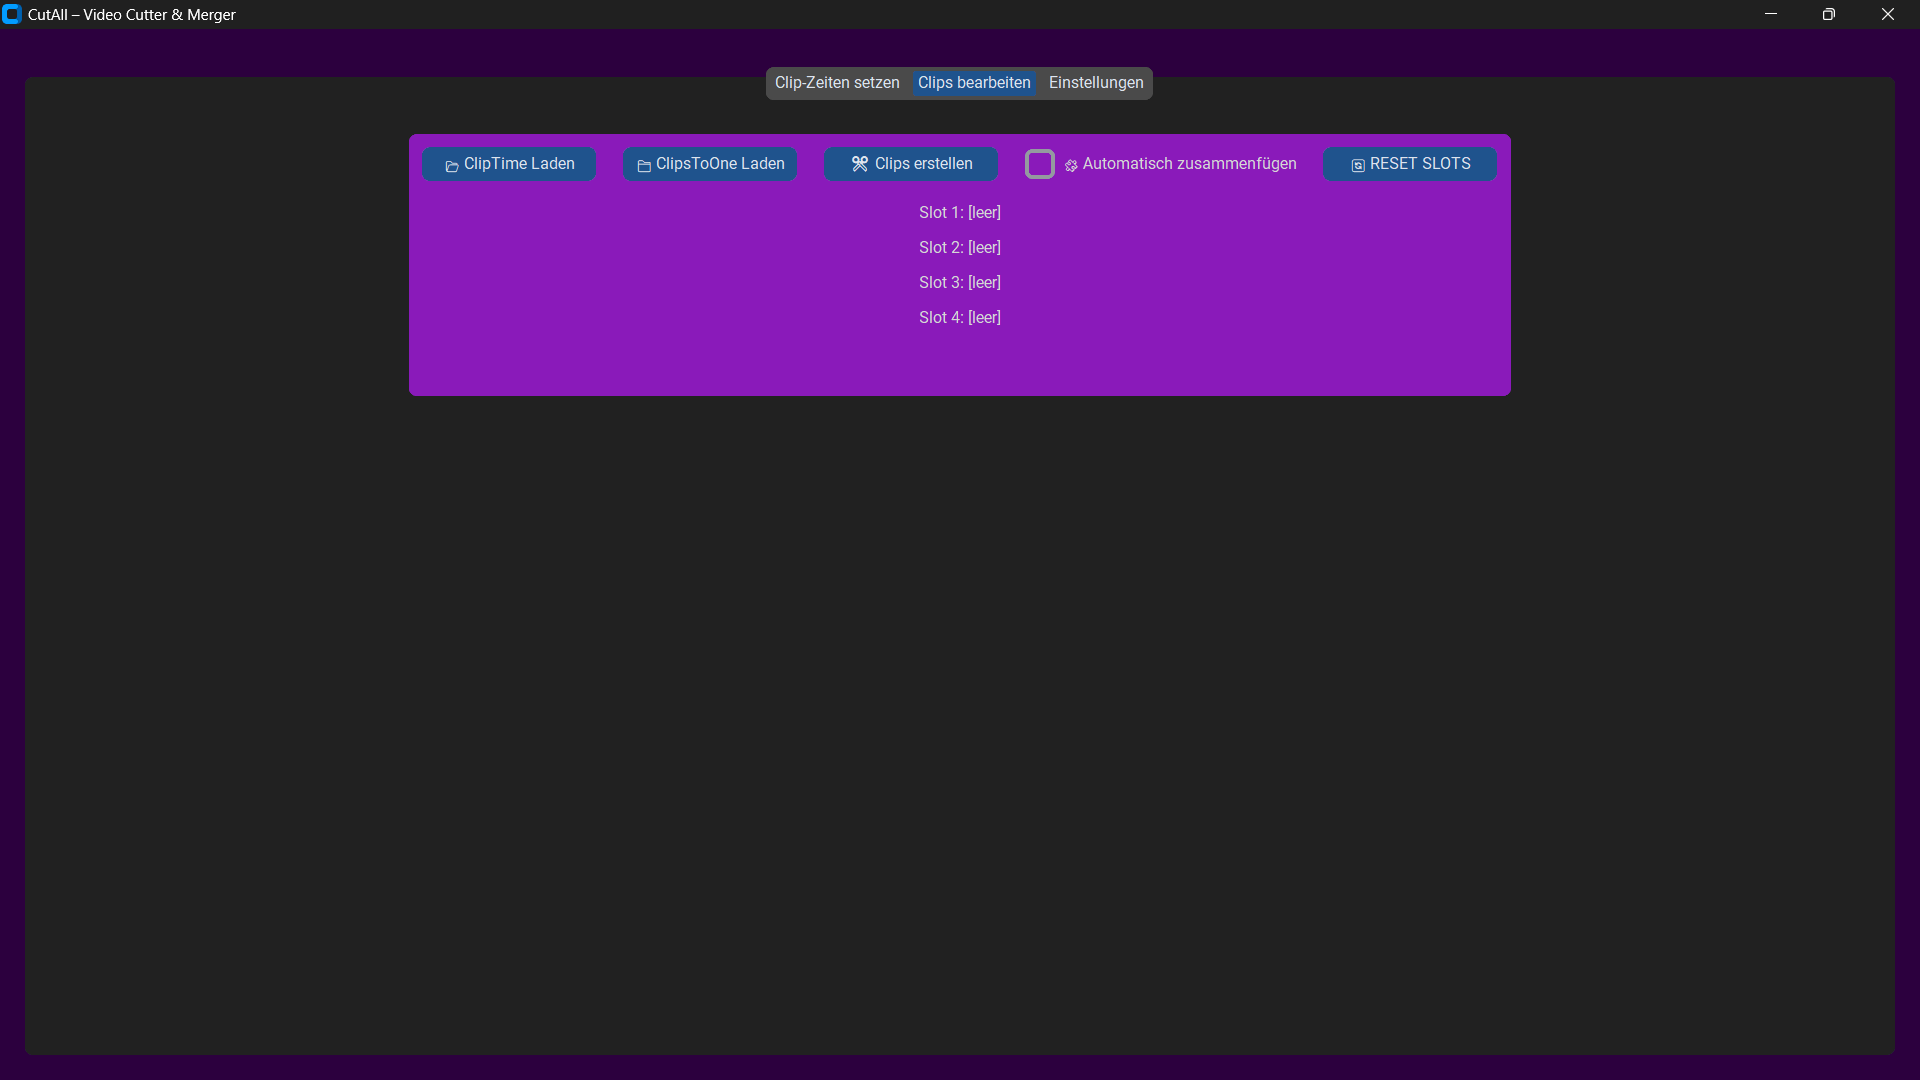 CutAll – Video Cutter & Merger
Clip-Zeiten setzen Clips bearbeiten Einstellungen
ClipTime Laden ClipsToOne Laden Clips erstellen Automatisch zusammenfügen RESET SLOTS
Slot 1: [leer]
Slot 2: [leer]
Slot 3: [leer]
Slot 4: [leer]